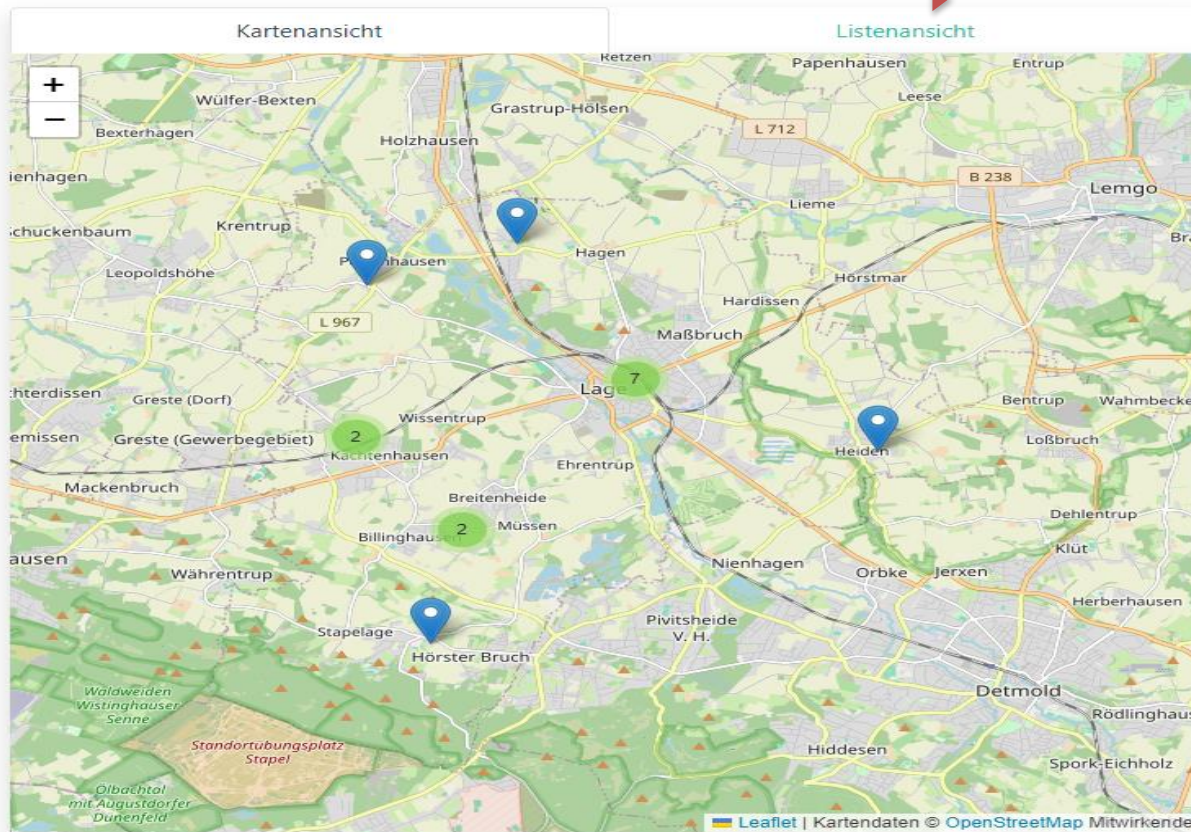 Kartenansicht
Listenansicht
+
−
Retzen
Papenhausen
Entrup
Wülfer-Bexten
Grastrup-Hölsen
Leese
Bexterhagen
Holzhausen
L 712
ienhagen
B 238
Lemgo
Krentrup
Lieme
Schuckenbaum
Hagen
Bra
Leopoldshöhe
hausen
Hörstmar
Hardissen
L 967
Maßbruch
7
Lage
chterdissen
Greste (Dorf)
Bentrup
Wahmbecke
Wissentrup
2
emissen
Greste (Gewerbegebiet)
Loßbruch
Kachtenhausen
Heiden
Ehrentrup
Mackenbruch
Breitenheide
Dehlentrup
2
Müssen
Billinghausen
Klüt
ausen
Nienhagen
Währentrup
Orbke
Jerxen
Herberhausen
Stapelage
Pivitsheide
V. H.
Hörster Bruch
Waldweiden
Wistinghauser
Senne
Detmold
Rödlinghaus
Standortübungsplatz
Stapel
Hiddesen
Spork-Eichholz
Ölbachtal
mit Augustdorfer
Dünenfeld
Leaflet | Kartendaten © OpenStreetMap Mitwirkende